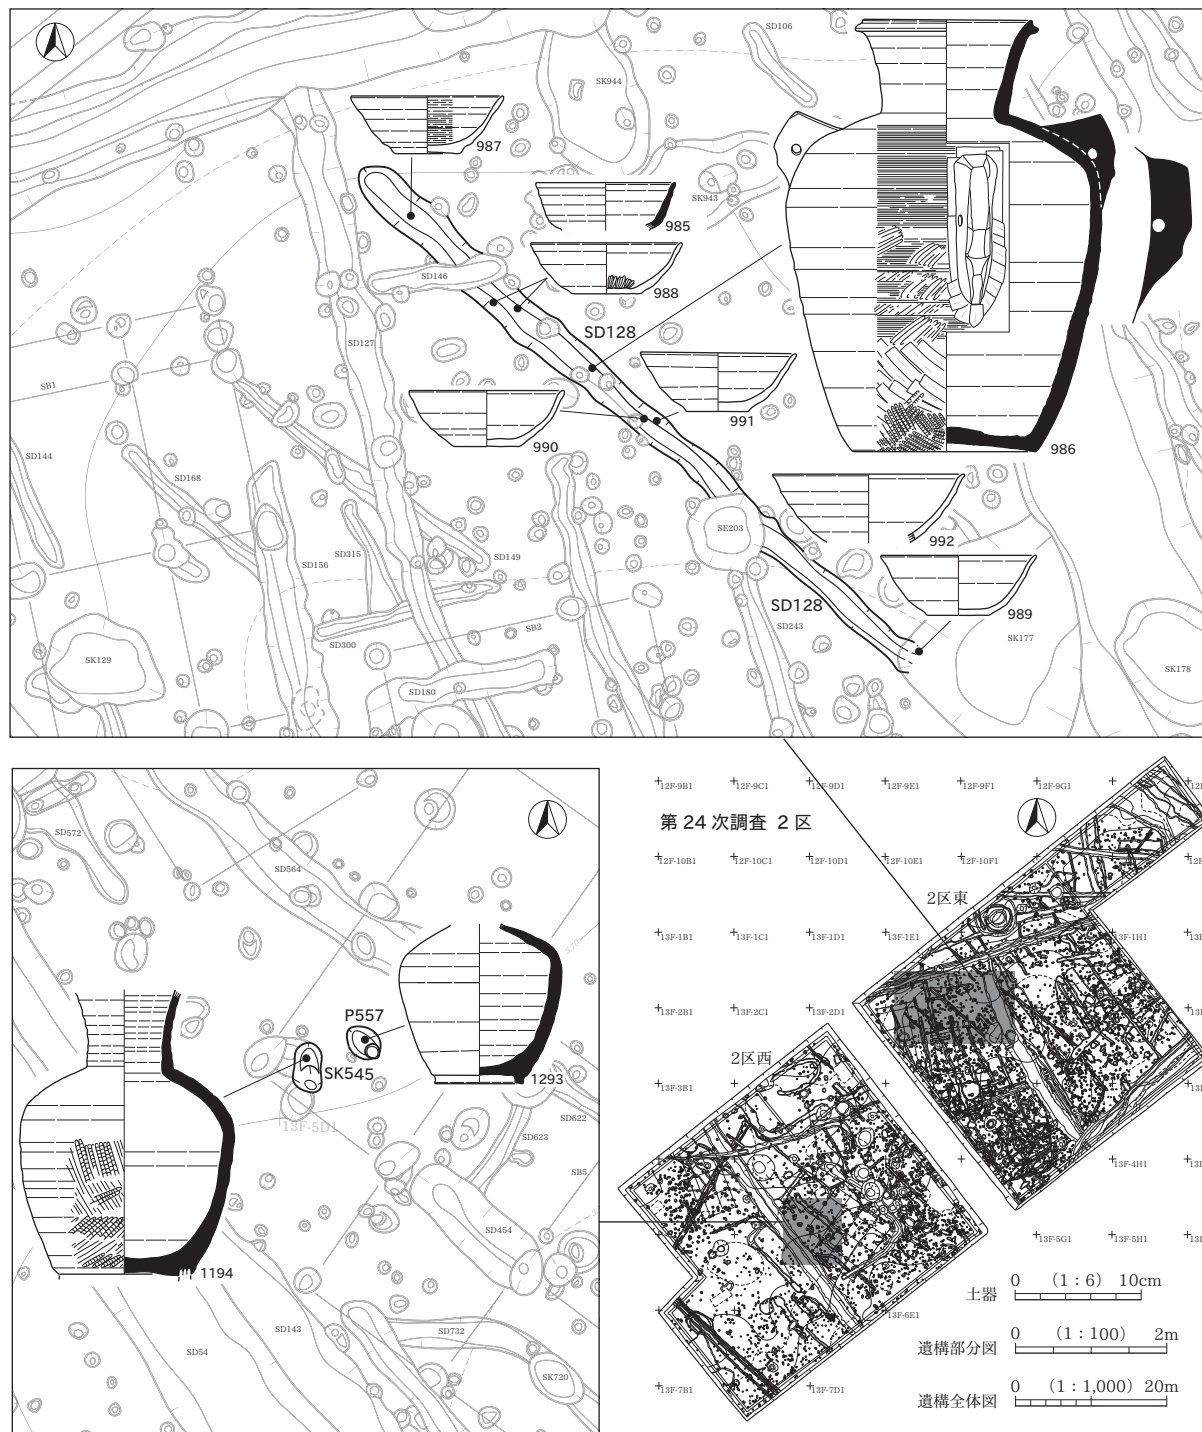 SD106
SK944
987
985
SK943
SD146
988
SD128
SD127
SB1
991
990
986
SD144
SD168
SE203
992
SD315
SD149
SD156
SD128
989
SB2
SD243
SK177
SK129
SD300
SK178
SD180
SD572
SD564
P557
SK545
1293
13F-5D1
SD622
SD623
SB5
SD454
1194
SD143
SD732
SD54
SK720
12F-9B1
12F-9C1
12F-9D1
12F-9E1
12F-9F1
12F-9G1
第 24 次調査 2 区
12F-10B1
12F-10C1
12F-10D1
12F-10E1
12F-10F1
2区東
13F-1B1
13F-1C1
13F-1D1
13F-1E1
13F-1H1
13F-2B1
13F-2C1
13F-2D1
2区西
13F-3B1
13F-4H1
13F-5G1
13F-5H1
13F-6E1
13F-7B1
13F-7D1
土器 0 (1：6) 10cm
遺構部分図 0 (1：100) 2m
遺構全体図 0 (1：1,000) 20m